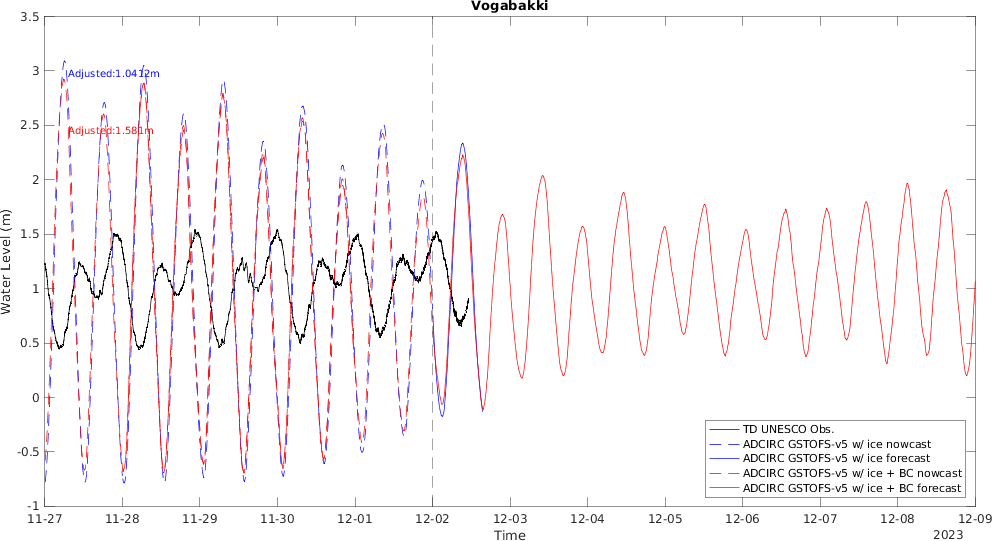 Vogabakki
3.5
3
2.5
2
1.5
1
0.5
0
-0.5
-1
Water Level (m)
Adjusted:1.0412m
Adjusted:1.581m
TD UNESCO Obs.
ADCIRC GSTOFS-v5 w/ ice nowcast
ADCIRC GSTOFS-v5 w/ ice forecast
ADCIRC GSTOFS-v5 w/ ice + BC nowcast
ADCIRC GSTOFS-v5 w/ ice + BC forecast
11-27 11-28 11-29 11-30 12-01 12-02 12-03 12-04 12-05 12-06 12-07 12-08 12-09
Time
2023